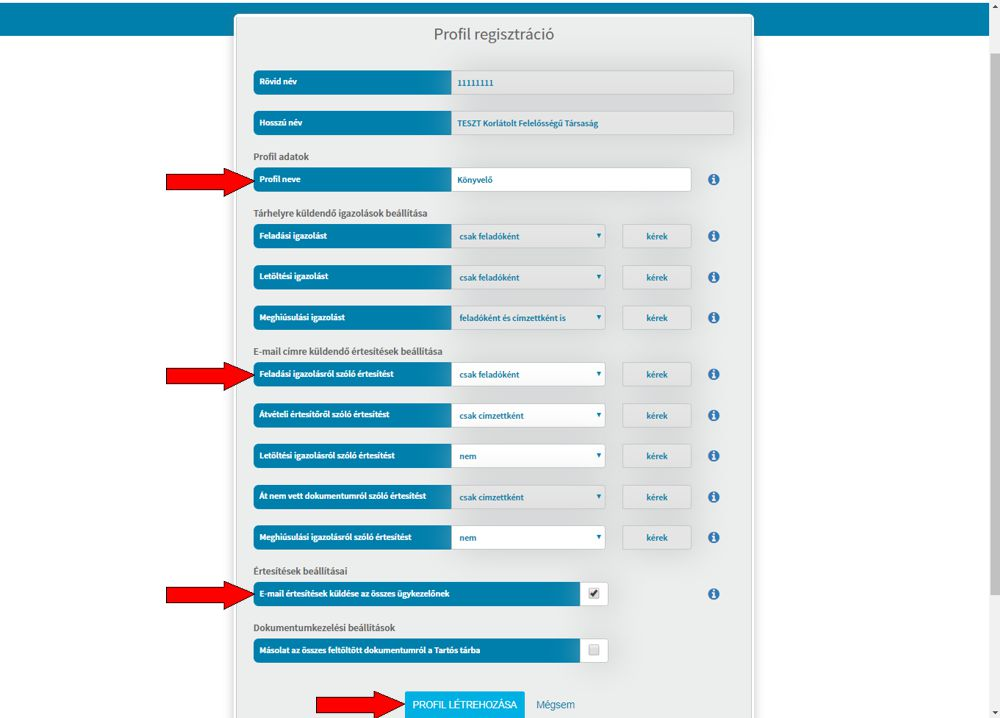 Profil regisztráció
Rövid név 11111111
Hosszú név TESZT Korlátolt Felelősségű Társaság
Profil adatok
Profil neve Könyvelő
Tárhelyre küldendő igazolások beállítása
Feladási igazolást csak feladóként kérek
Letöltési igazolást csak feladóként kérek
Meghiúsulási igazolást feladóként és címzettként is kérek
E-mail címre küldendő értesítések beállítása
Feladási igazolásról szóló értesítést csak feladóként kérek
Átvételi értesítőről szóló értesítést csak címzettként kérek
Letöltési igazolásról szóló értesítést nem kérek
Át nem vett dokumentumról szóló értesítést csak címzettként kérek
Meghiúsulási igazolásról szóló értesítést nem kérek
Értesítések beállításai
E-mail értesítések küldése az összes ügykezelőnek
Dokumentumkezelési beállítások
Másolat az összes feltöltött dokumentumról a Tartós tárba
PROFIL LÉTREHOZÁSA Mégsem